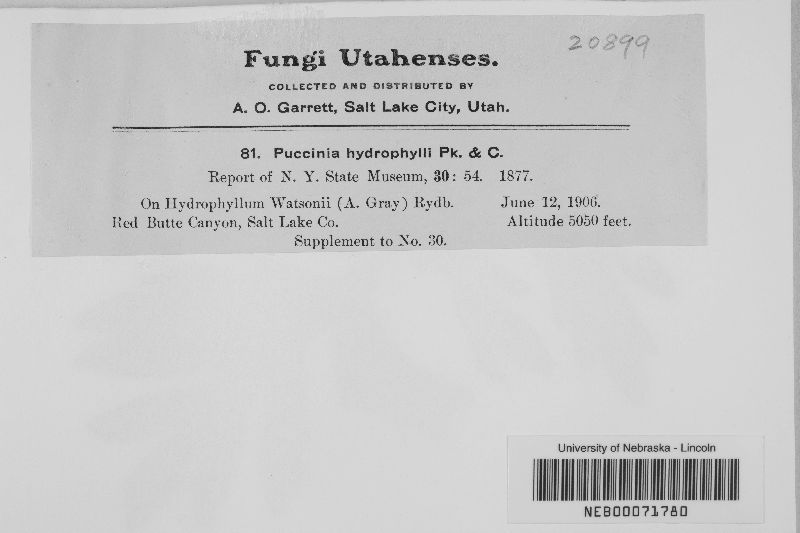 20899
Fungi Utahenses.
COLLECTED AND DISTRIBUTED BY
A. O. Garrett, Salt Lake City, Utah.
81. Puccinia hydrophylli Pk. & C.
Report of N. Y. State Museum, 30: 54. 1877.
On Hydrophyllum Watsonii (A. Gray) Rydb. June 12, 1906.
Red Butte Canyon, Salt Lake Co. Altitude 5050 feet.
Supplement to No. 30.
University of Nebraska - Lincoln
NEB00071780